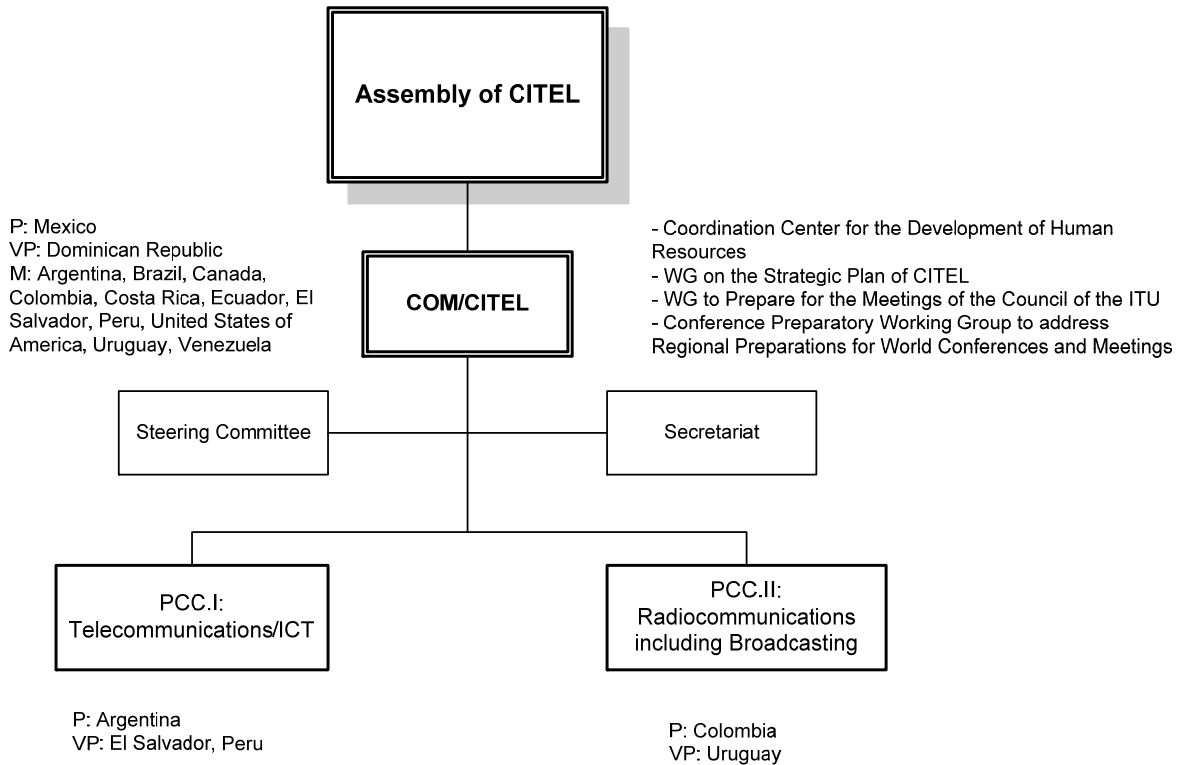 Assembly of CITEL
P: Mexico
VP: Dominican Republic
M: Argentina, Brazil, Canada,
Colombia, Costa Rica, Ecuador, El
Salvador, Peru, United States of
America, Uruguay, Venezuela
COM/CITEL
- Coordination Center for the Development of Human
Resources
- WG on the Strategic Plan of CITEL
- WG to Prepare for the Meetings of the Council of the ITU
- Conference Preparatory Working Group to address
Regional Preparations for World Conferences and Meetings
Steering Committee
Secretariat
PCC.I:
Telecommunications/ICT
PCC.II:
Radiocommunications
including Broadcasting
P: Argentina
VP: El Salvador, Peru
P: Colombia
VP: Uruguay